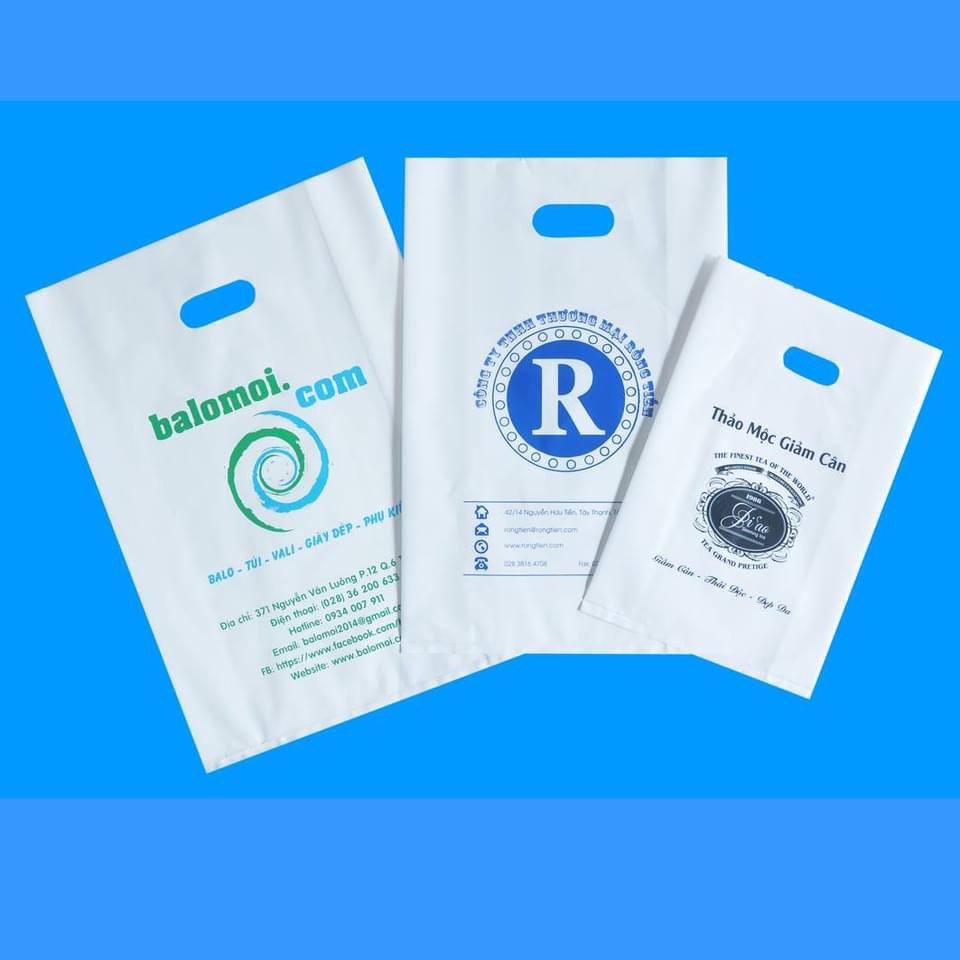 balomoi.com
BALO - TÚI - VALI - GIÀY DÉP - PHỤ
Địa chỉ: 371 Nguyễn Văn Luông P.12 Q.6
Điện thoại: (028) 36 200 633
Hotline: 0934 007 911
Email: balomoi2014@gmail.
FB: https://www.facebook.com/
Website: www.balomoi.
CÔNG TY TNHH THƯƠNG MẠI RỒNG TIẾN
R
42/14 Nguyễn Hữu Tiến, Tây Thạnh,
rongtien@rongtien.com
www.rongtien.com
028 3816 4708 Fax:
Thảo Mộc Giảm Cân
THE FINEST TEA OF THE WORLD
1986
TEA GRAND PRETIGE
Giảm Cân - Thải Độc - Đẹp Da